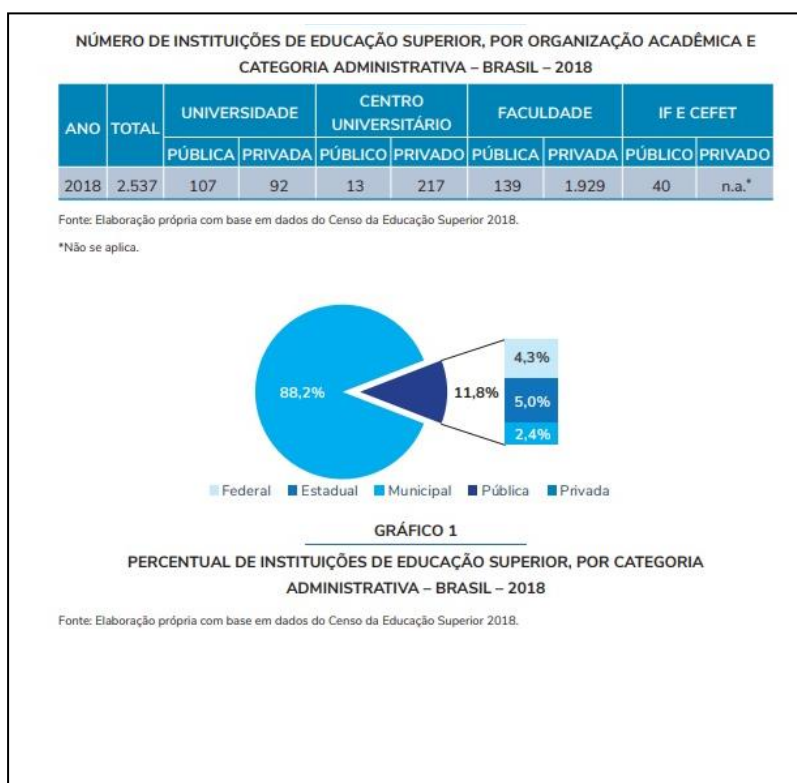 NÚMERO DE INSTITUIÇÕES DE EDUCAÇÃO SUPERIOR, POR ORGANIZAÇÃO ACADÊMICA E
CATEGORIA ADMINISTRATIVA – BRASIL – 2018
ANO TOTAL UNIVERSIDADE CENTRO UNIVERSITÁRIO FACULDADE IF E CEFET
PÚBLICA PRIVADA PÚBLICO PRIVADO PÚBLICA PRIVADA PÚBLICO PRIVADO
2018 2.537 107 92 13 217 139 1.929 40 n.a.*
Fonte: Elaboração própria com base em dados do Censo da Educação Superior 2018.
*Não se aplica.
88,2%
11,8%
4,3%
5,0%
2,4%
Federal Estadual Municipal Pública Privada
GRÁFICO 1
PERCENTUAL DE INSTITUIÇÕES DE EDUCAÇÃO SUPERIOR, POR CATEGORIA
ADMINISTRATIVA – BRASIL – 2018
Fonte: Elaboração própria com base em dados do Censo da Educação Superior 2018.